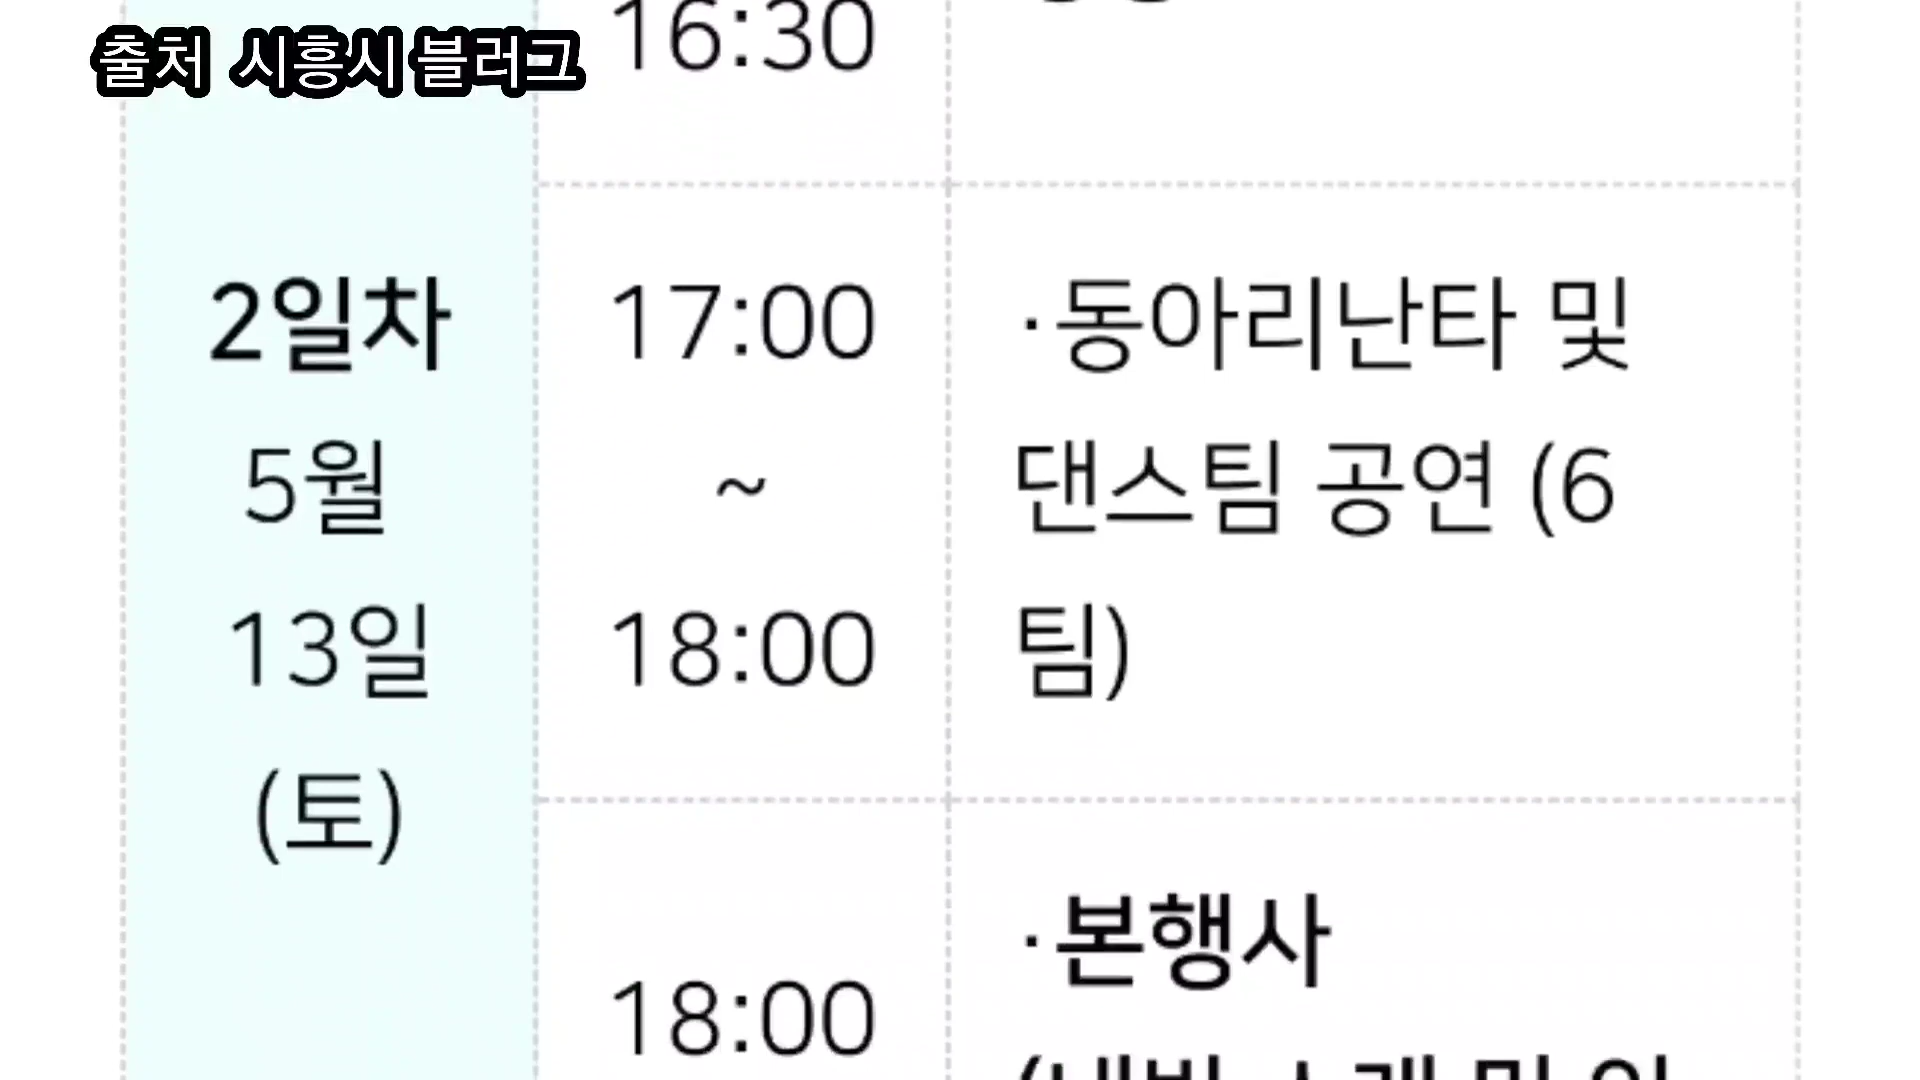 출처 시흥시 블러그
16:30
2일차
5월
13일
(토)
17:00
~
18:00
·동아리난타 및
댄스팀 공연 (6
팀)
18:00
·본행사